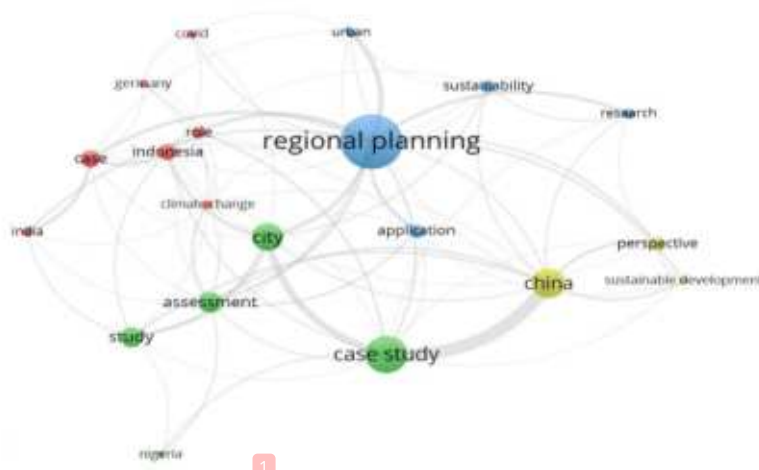 covid
urban
germany
sustainability
research
role
regional planning
case
indonesia
climate change
india
city
application
perspective
sustainable development
china
assessment
study
case study
nigeria
1